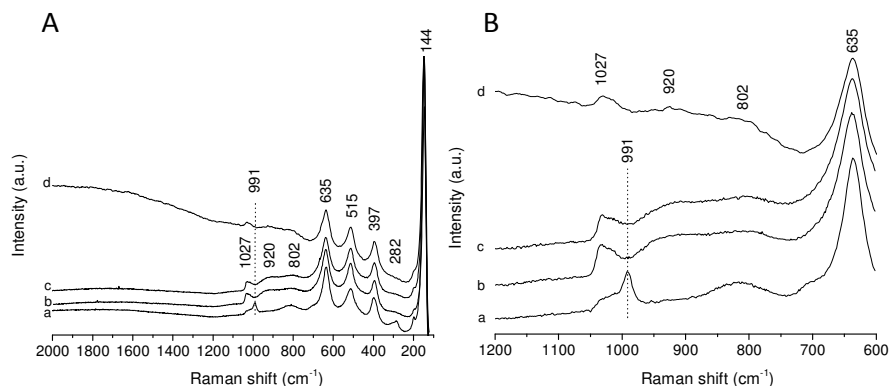 A
144
d
991
635
515
397
1027
920
802
282
c
b
a
Intensity (a.u.)
2000 1800 1600 1400 1200 1000 800 600 400 200
Raman shift (cm-1)
B
635
1027
920
802
d
991
c
b
a
Intensity (a.u.)
1200 1100 1000 900 800 700 600
Raman shift (cm-1)